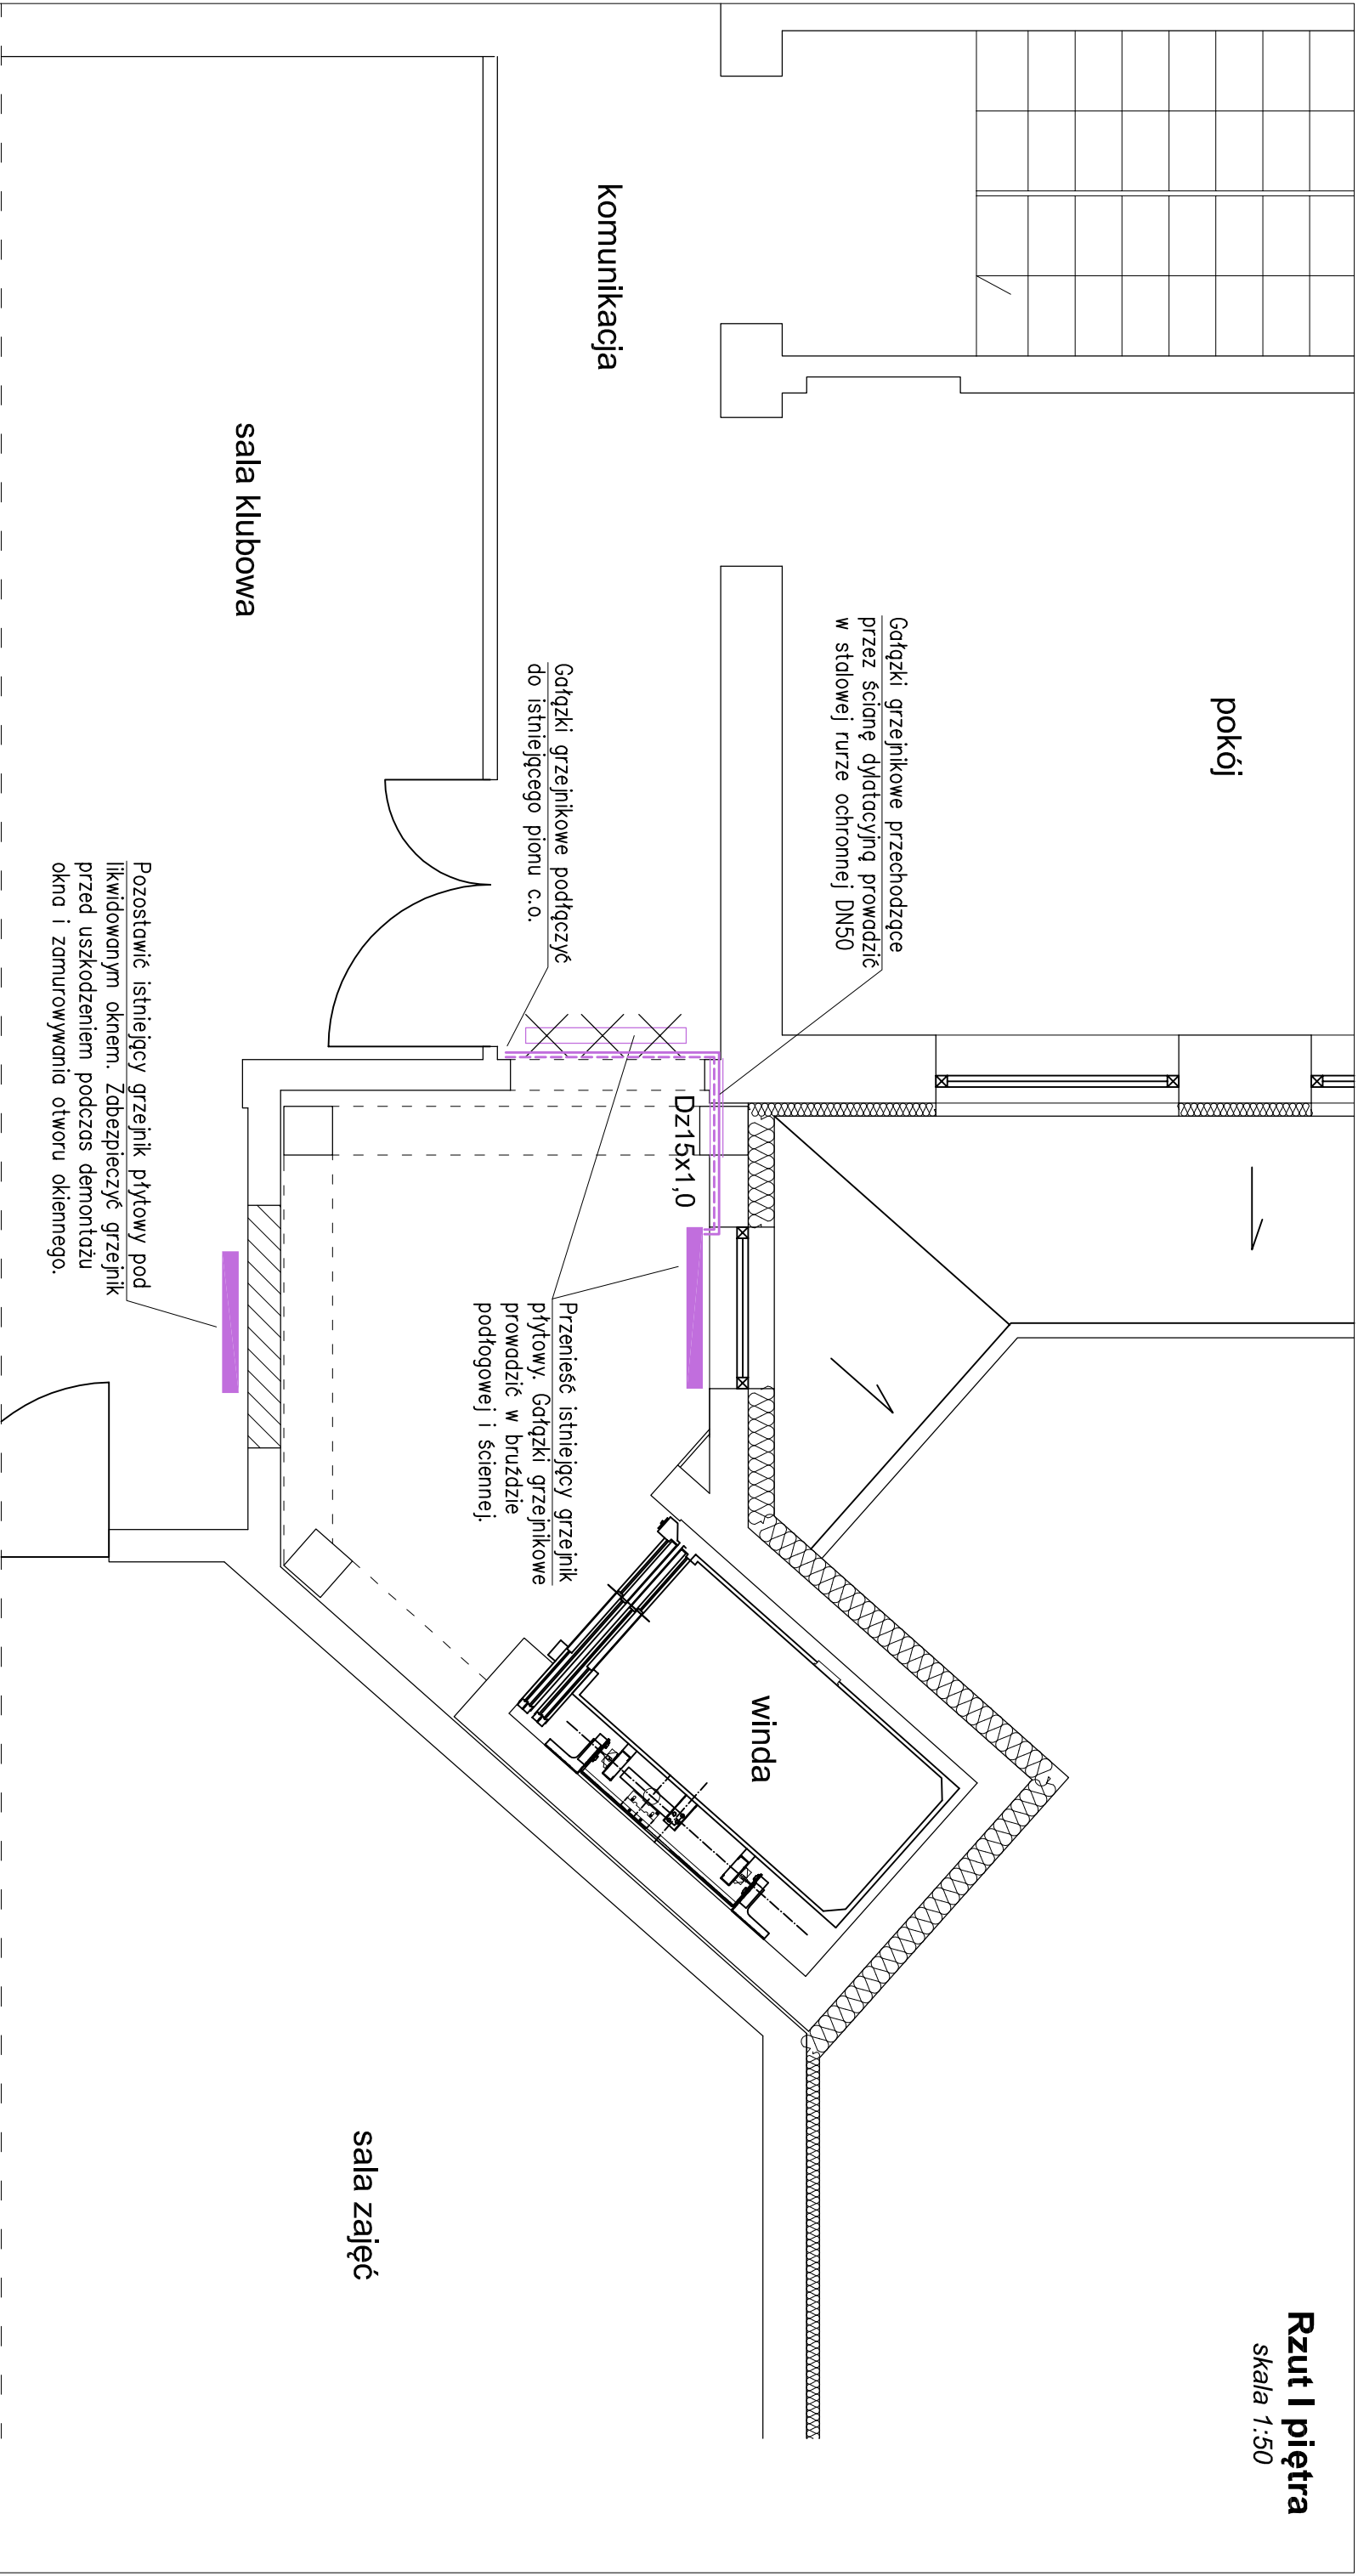 Rzut I piętra
skala 1:50
pokój
Gałązki grzejnikowe przechodzące
przez ścianę dylatacyjną prowadzić
w stalowej rurze ochronnej DN50
komunikacja
Gałązki grzejnikowe podłączyć
do istniejącego pionu c.o.
Dz15x1,0
winda
Przenieść istniejący grzejnik
płytowy. Gałązki grzejnikowe
prowadzić w bruździe
podłogowej i ściennej.
sala klubowa
sala zajęć
Pozostawić istniejący grzejnik płytowy pod
likwidowanym oknem. Zabezpieczyć grzejnik
przed uszkodzeniem podczas demontażu
okna i zamurowywania otworu okiennego.